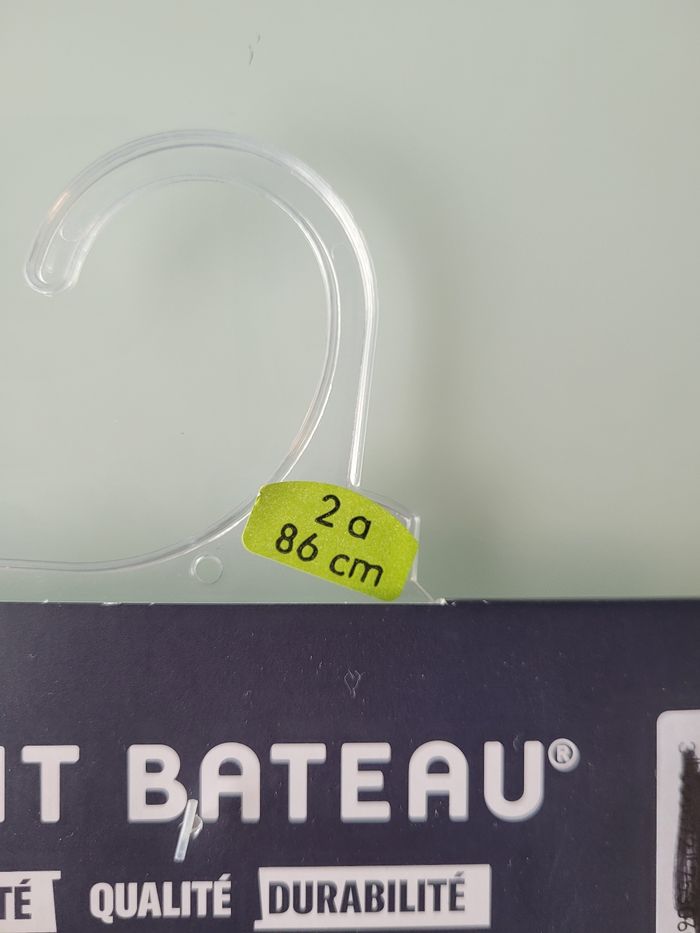 2 a
86 cm
IT BATEAU®
TÉ QUALITÉ DURABILITÉ